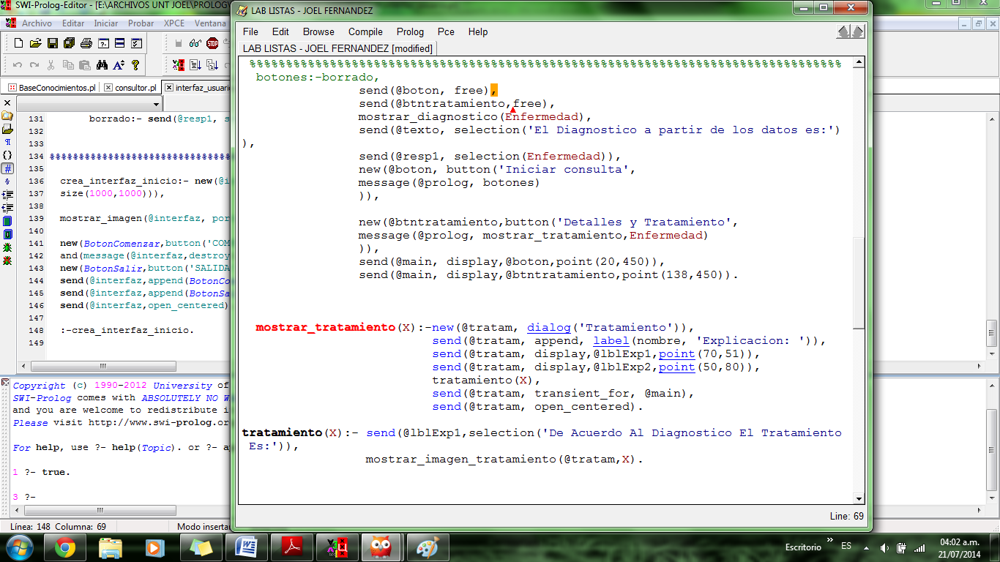 SWI-Prolog-Editor - [E:\ARCHIVOS UNT JOEL\PROLOG\
Archivo Editar Iniciar Probar XPCE Ventana
BaseConocimientos.pl consultor.pl interfaz_usuario
131 borrado:- send(@resp1, s
132
133
134 %%%%%%%%%%%%%%%%%%%%%%%%%%%%%%%
135
136 crea_interfaz_inicio:- new(@i
137 size(1000,1000))),
138
139 mostrar_imagen(@interfaz, por
140
141 new(BotonComenzar,button('COM
142 and(message(@interfaz,destroy
143 new(BotonSalir,button('SALIDA
144 send(@interfaz,append(BotonCo
145 send(@interfaz,append(BotonSa
146 send(@interfaz,open_centered)
147
148 :-crea_interfaz_inicio.
149
Copyright (c) 1990-2012 University of
SWI-Prolog comes with ABSOLUTELY NO W
and you are welcome to redistribute i
Please visit http://www.swi-prolog.or
For help, use ?- help(Topic). or ?- ap
1 ?- true.
3 ?-
Línea: 148 Columna: 69 Modo insertar
LAB LISTAS - JOEL FERNANDEZ
File Edit Browse Compile Prolog Pce Help
LAB LISTAS - JOEL FERNANDEZ [modified]
%%%%%%%%%%%%%%%%%%%%%%%%%%%%%%%%%%%%%%%%%%%%%%%%%%%%%%%%%%%%%%%%%%%%%%%%%%%%%%%%%%
botones:-borrado,
send(@boton, free),
send(@btntratamiento,free),
mostrar_diagnostico(Enfermedad),
send(@texto, selection('El Diagnostico a partir de los datos es:')
),
send(@resp1, selection(Enfermedad)),
new(@boton, button('Iniciar consulta',
message(@prolog, botones)
)),
new(@btntratamiento,button('Detalles y Tratamiento',
message(@prolog, mostrar_tratamiento,Enfermedad)
)),
send(@main, display,@boton,point(20,450)),
send(@main, display,@btntratamiento,point(138,450)).
mostrar_tratamiento(X):-new(@tratam, dialog('Tratamiento')),
send(@tratam, append, label(nombre, 'Explicacion: ')),
send(@tratam, display,@lblExp1,point(70,51)),
send(@tratam, display,@lblExp2,point(50,80)),
tratamiento(X),
send(@tratam, transient_for, @main),
send(@tratam, open_centered).
tratamiento(X):- send(@lblExp1,selection('De Acuerdo Al Diagnostico El Tratamiento
Es:')),
mostrar_imagen_tratamiento(@tratam,X).
Line: 69
Escritorio ES
04:02 a.m.
21/07/2014